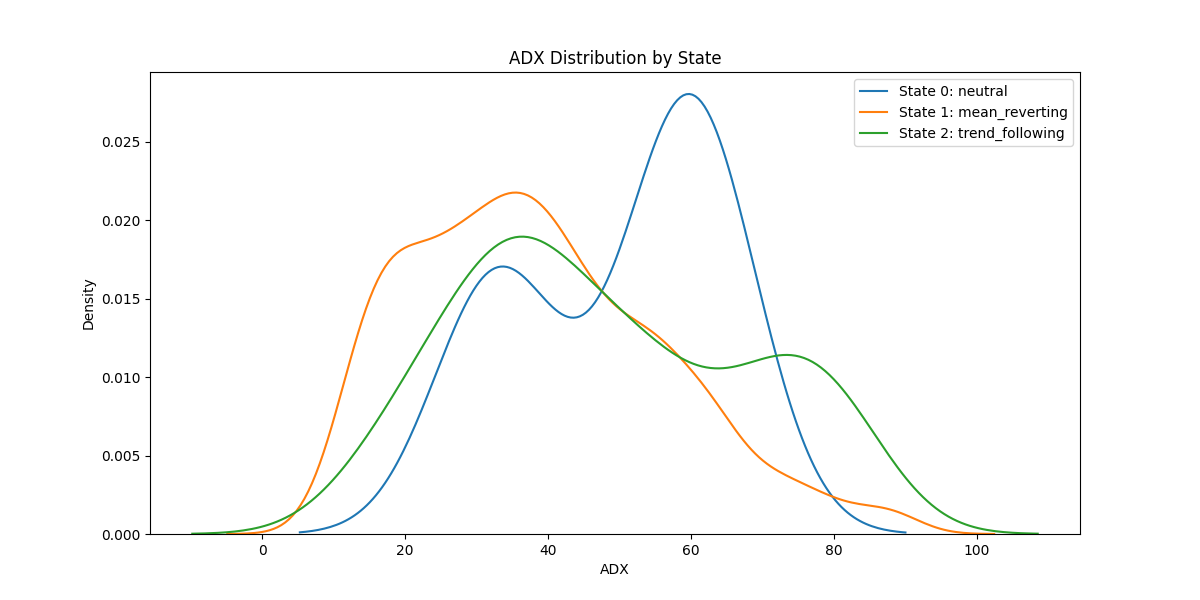 ADX Distribution by State
State 0: neutral
State 1: mean_reverting
State 2: trend_following
Density
0.025
0.020
0.015
0.010
0.005
0.000
0 20 40 60 80 100
ADX